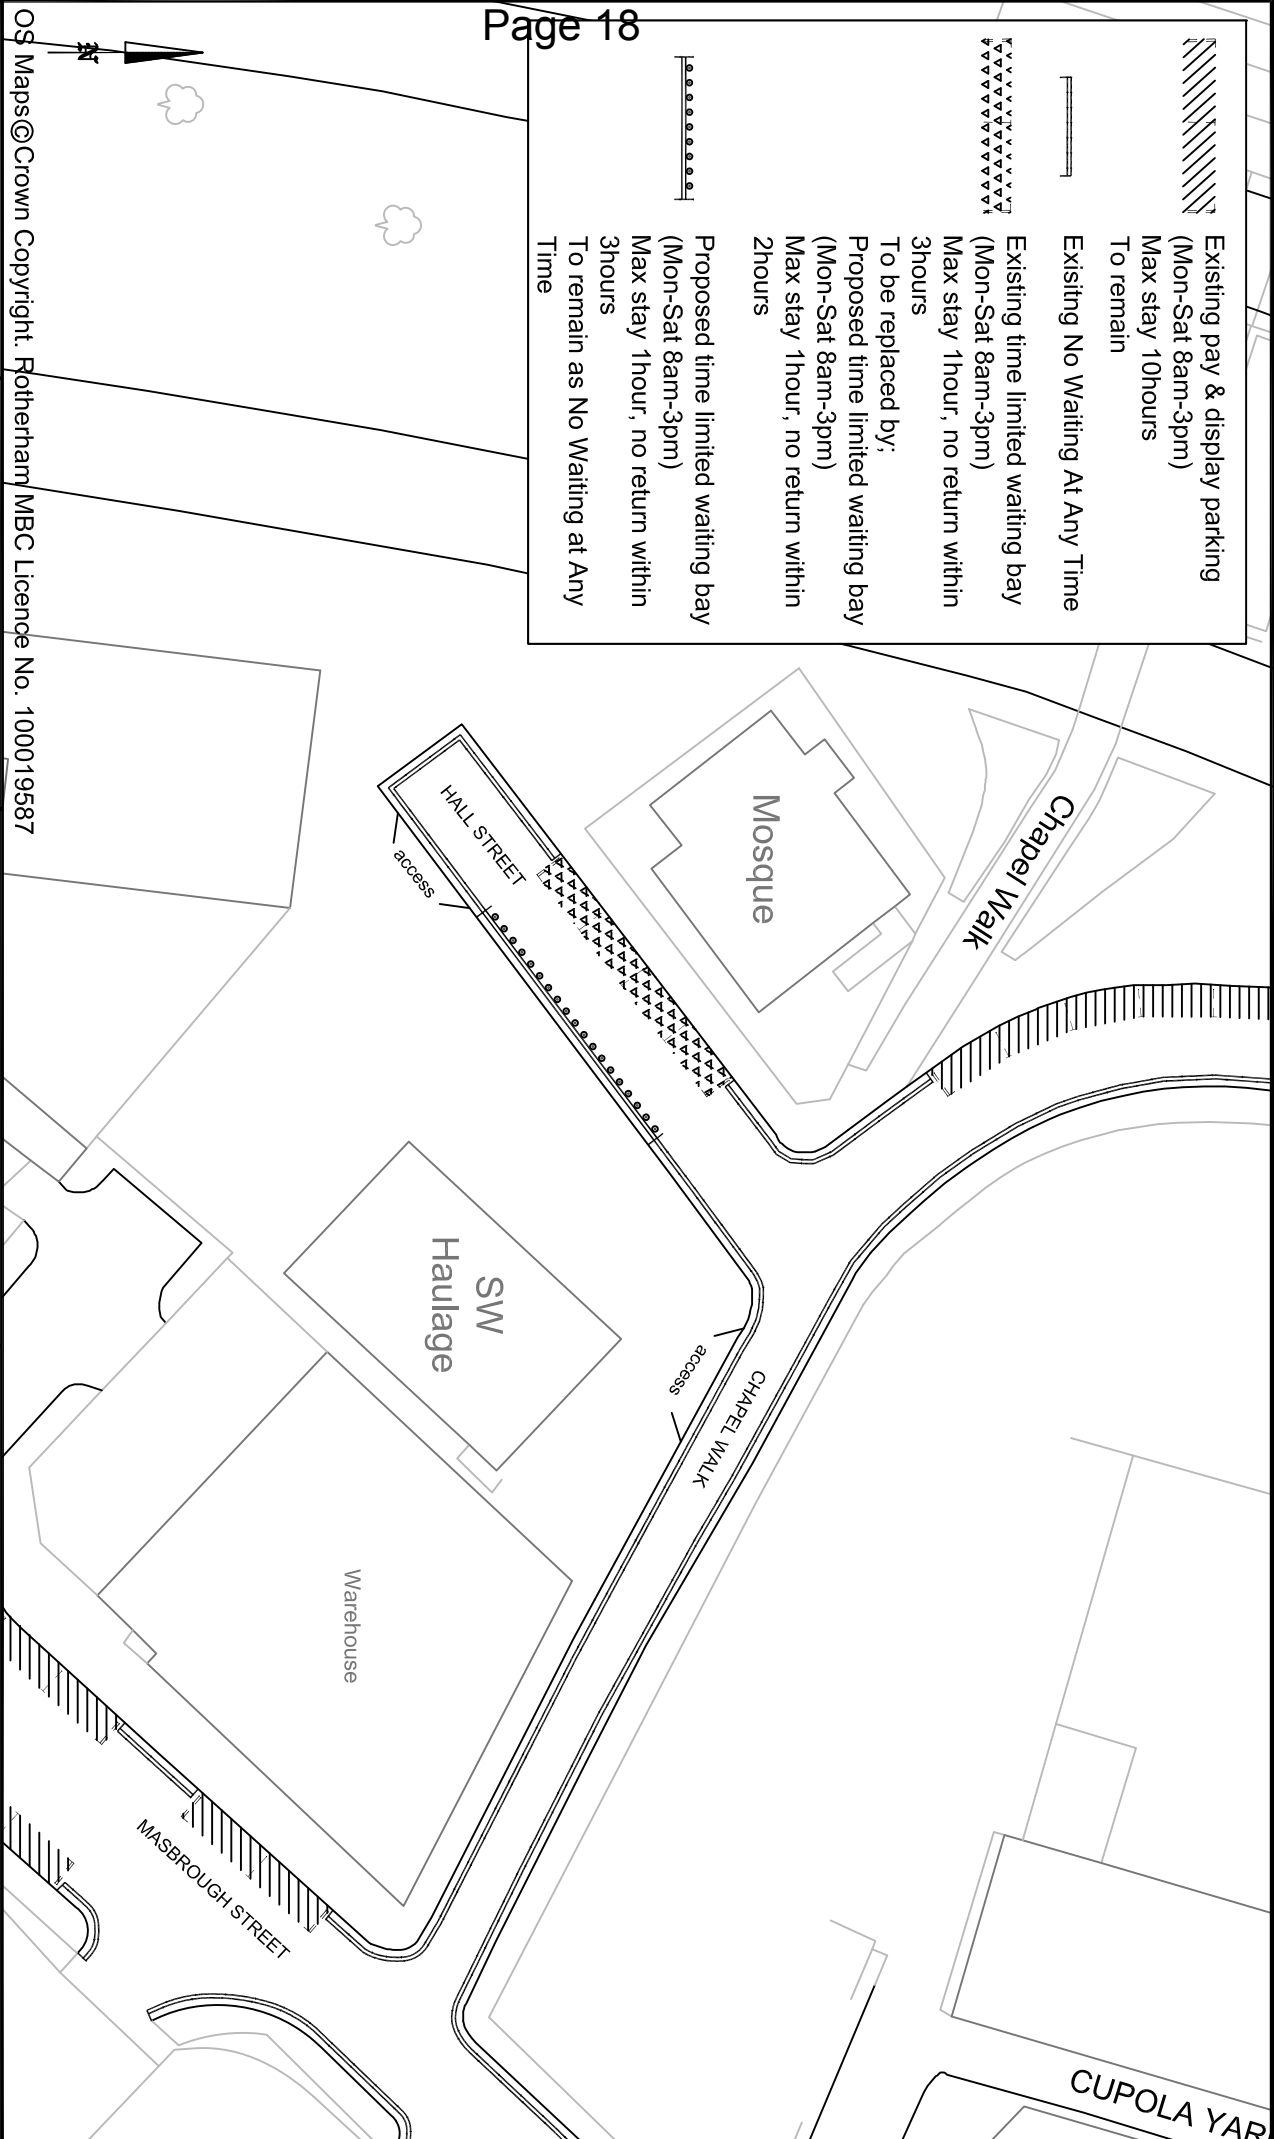 Page 18
Existing pay & display parking
(Mon-Sat 8am-3pm)
Max stay 10hours
To remain
Exisitng No Waiting At Any Time
Existing time limited waiting bay
(Mon-Sat 8am-3pm)
Max stay 1hour, no return within
3hours
To be replaced by;
Proposed time limited waiting bay
(Mon-Sat 8am-3pm)
Max stay 1hour, no return within
2hours
Proposed time limited waiting bay
(Mon-Sat 8am-3pm)
Max stay 1hour, no return within
3hours
To remain as No Waiting at Any
Time
N
Chapel Walk
Mosque
HALL STREET
access
SW
Haulage
access
CHAPEL WALK
Warehouse
MASBROUGH STREET
CUPOLA YAR
OS Maps©Crown Copyright. Rotherham MBC Licence No. 100019587